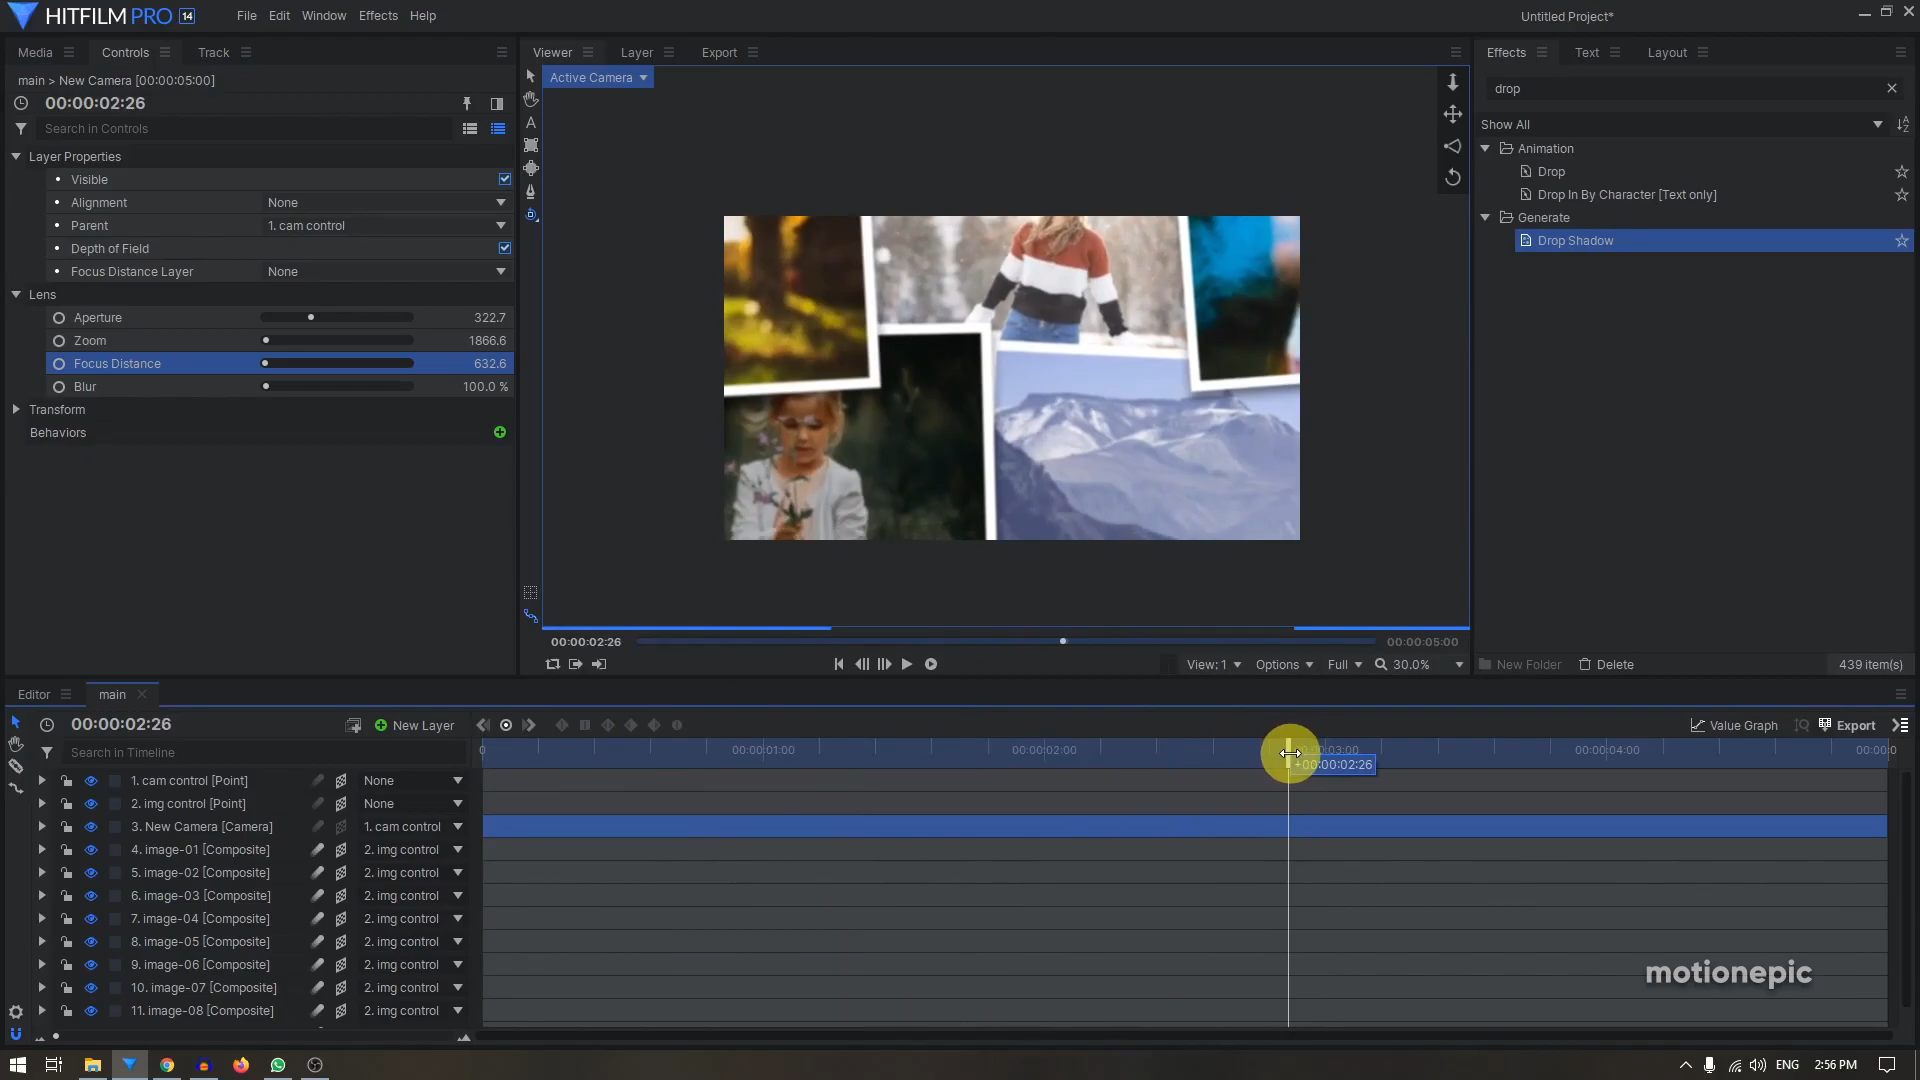 HITFILM PRO 14
File Edit Window Effects Help
Untitled Project*
Media Controls Track
main > New Camera [00:00:05:00]
00:00:02:26
Search in Controls
Layer Properties
Visible
Alignment None
Parent 1. cam control
Depth of Field
Focus Distance Layer None
Lens
Aperture 322.7
Zoom 1866.6
Focus Distance 632.6
Blur 100.0 %
Transform
Behaviors
Viewer Layer Export
Active Camera
00:00:02:26 00:00:05:00
View: 1 Options Full 30.0%
Effects Text Layout
drop
Show All
Animation
Drop
Drop In By Character [Text only]
Generate
Drop Shadow
New Folder Delete 439 item(s)
Editor main
00:00:02:26 New Layer Value Graph Export
Search in Timeline
0 00:00:01:00 00:00:02:00 00:00:04:00 00:00:0
+00:00:02:26
1. cam control [Point] None
2. img control [Point] None
3. New Camera [Camera] 1. cam control
4. image-01 [Composite] 2. img control
5. image-02 [Composite] 2. img control
6. image-03 [Composite] 2. img control
7. image-04 [Composite] 2. img control
8. image-05 [Composite] 2. img control
9. image-06 [Composite] 2. img control
10. image-07 [Composite] 2. img control
11. image-08 [Composite] 2. img control
motionepic
ENG 2:56 PM